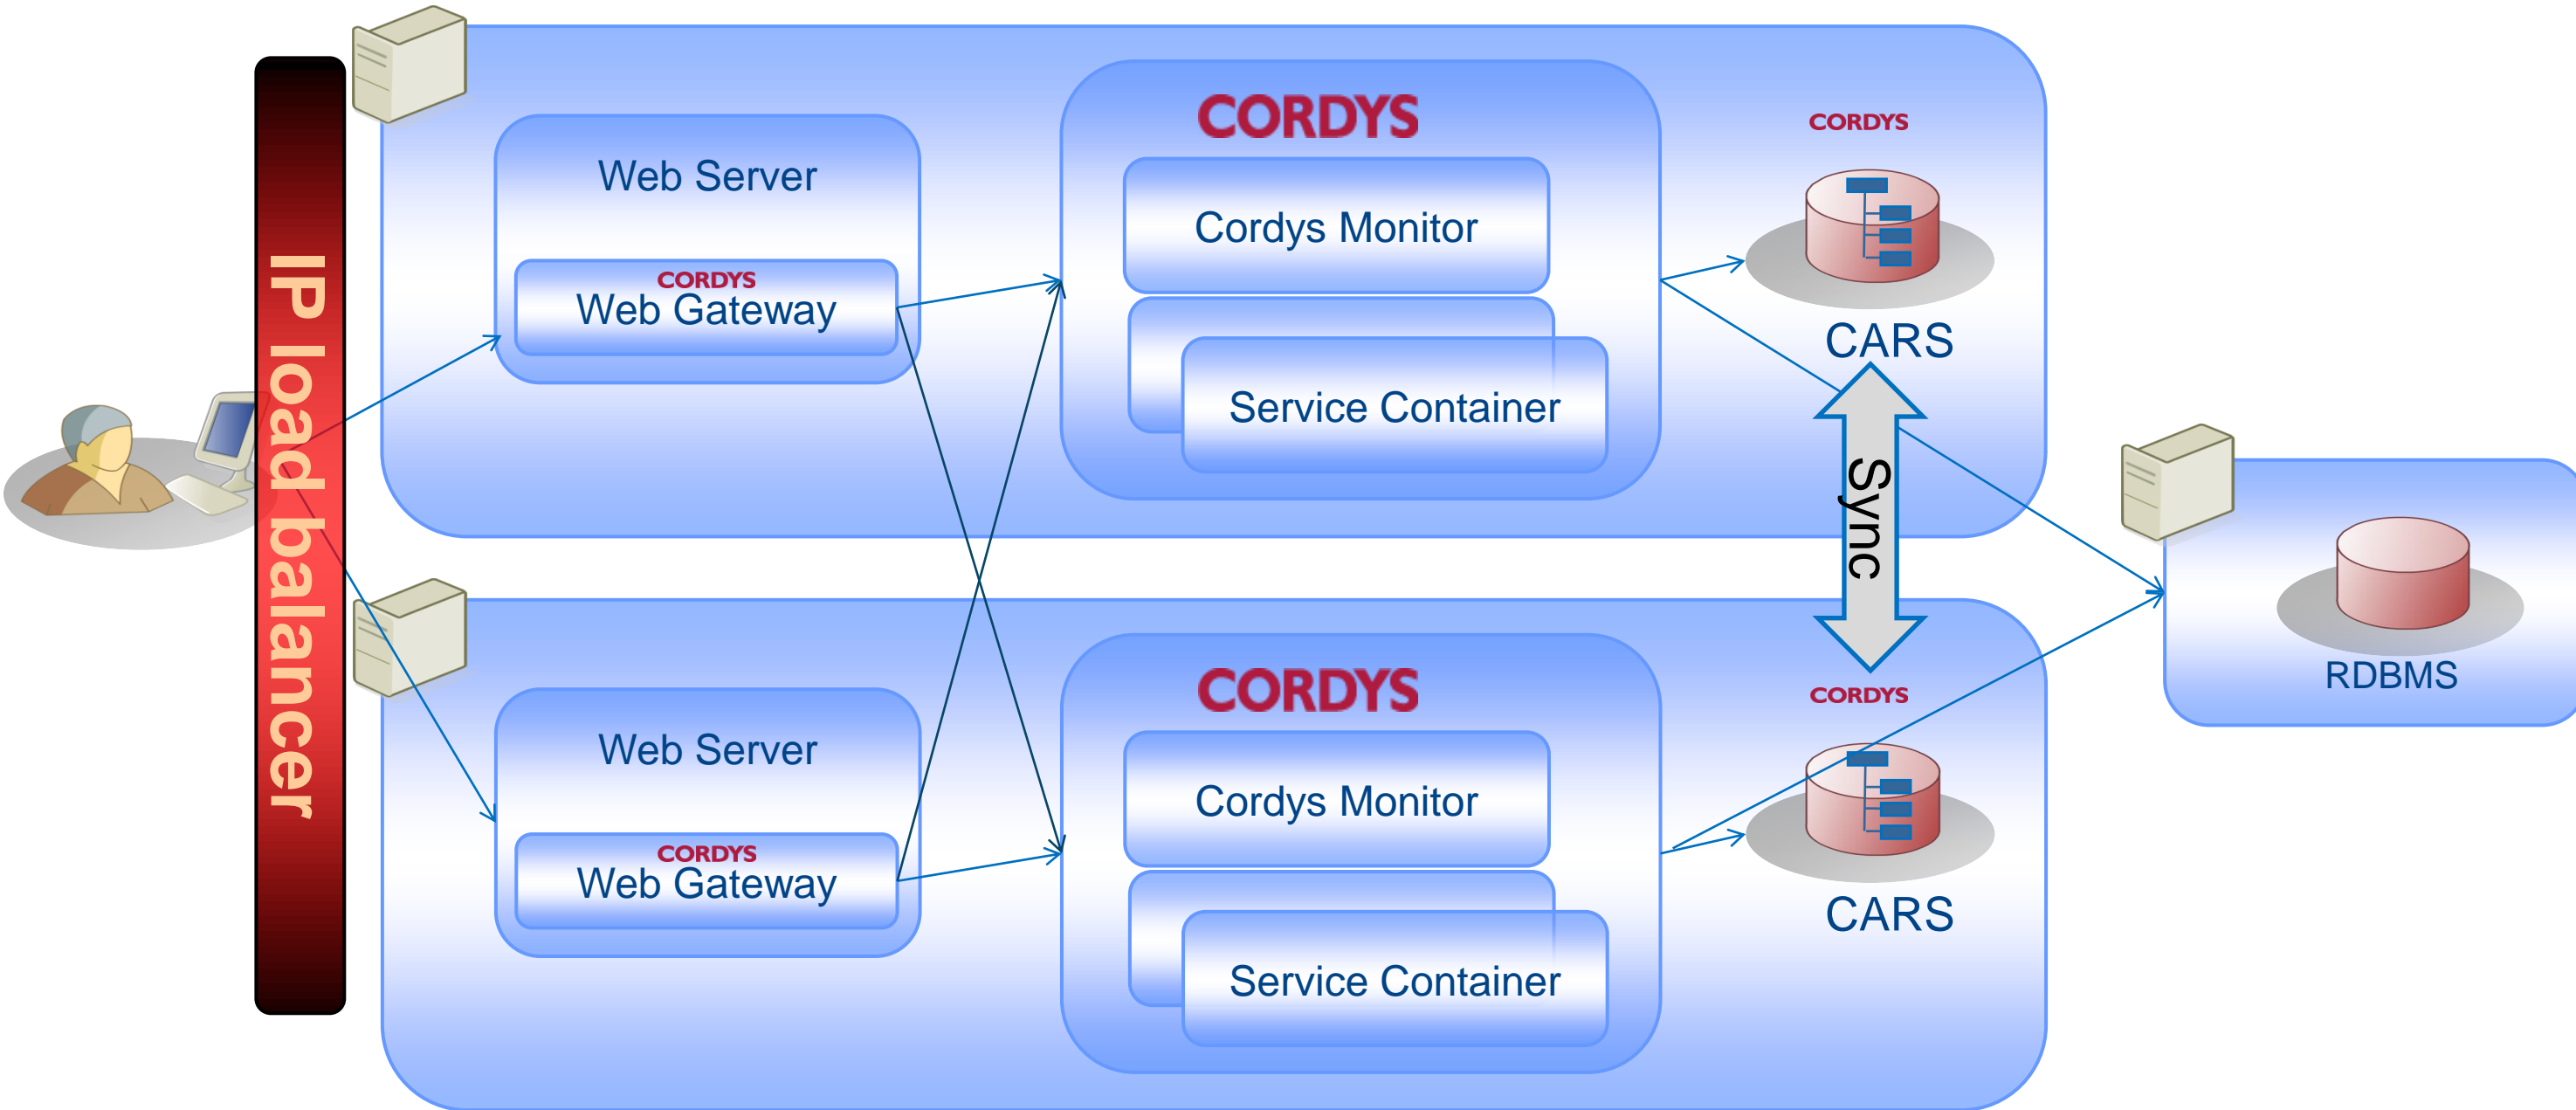 IP load balancer
Web Server
CORDYS
Web Gateway
CORDYS
Cordys Monitor
Service Container
CORDYS
CARS
Sync
Web Server
CORDYS
Web Gateway
CORDYS
Cordys Monitor
Service Container
CORDYS
CARS
RDBMS